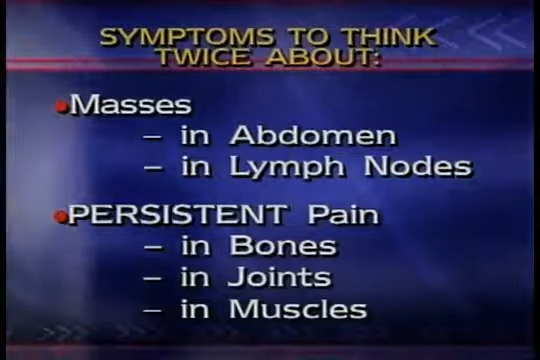 SYMPTOMS TO THINK
TWICE ABOUT:
•Masses
– in Abdomen
– in Lymph Nodes
•PERSISTENT Pain
– in Bones
– in Joints
– in Muscles